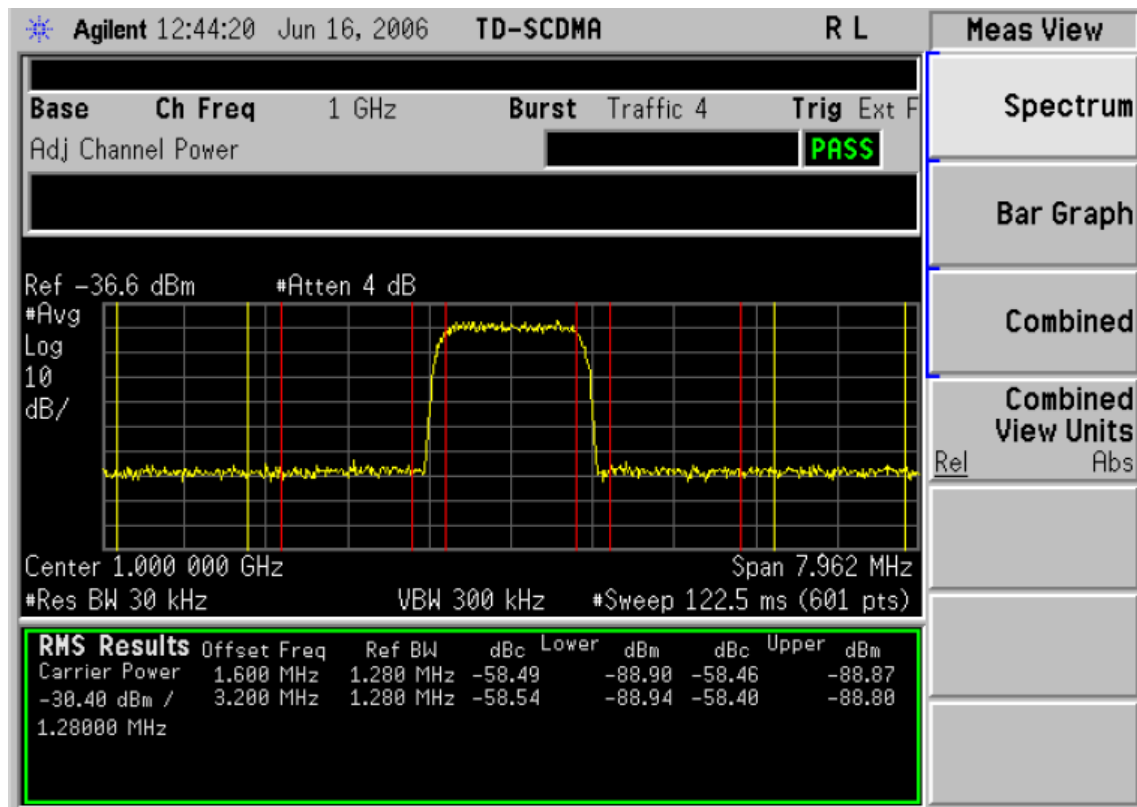 Agilent 12:44:20 Jun 16, 2006 TD-SCDMA R L
Meas View
Base Ch Freq 1 GHz Burst Traffic 4 Trig Ext F
Adj Channel Power PASS
Spectrum
Bar Graph
Combined
Combined
View Units
Rel Abs
Ref -36.6 dBm #Atten 4 dB
#Avg
Log
10
dB/
Center 1.000 000 GHz Span 7.962 MHz
#Res BW 30 kHz VBW 300 kHz #Sweep 122.5 ms (601 pts)
RMS Results Offset Freq Ref BW dBc Lower dBm dBc Upper dBm
Carrier Power 1.600 MHz 1.280 MHz -58.49 -88.90 -58.46 -88.87
-30.40 dBm / 3.200 MHz 1.280 MHz -58.54 -88.94 -58.40 -88.80
1.28000 MHz